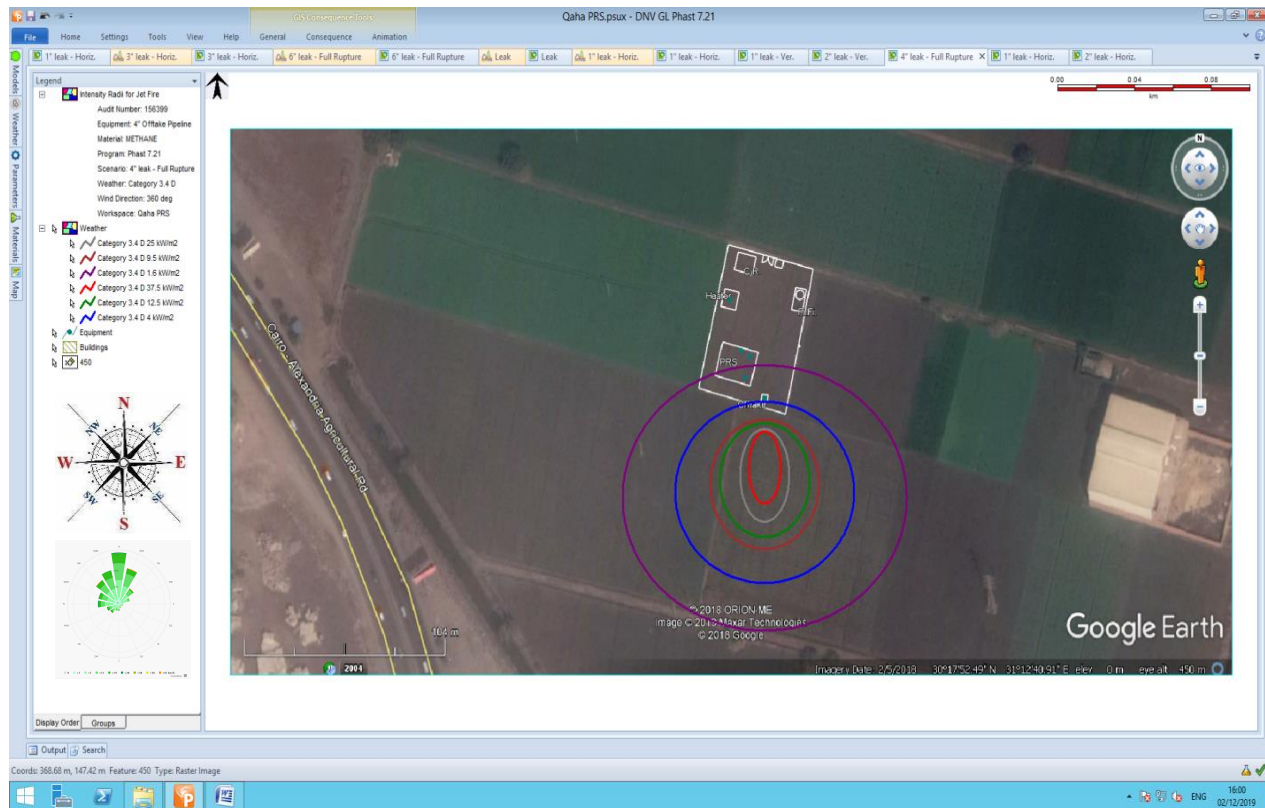 GIS Consequence Tools
Qaha PRS.psux - DNV GL Phast 7.21
File Home Settings Tools View Help General Consequence Animation
1" leak - Horiz. 3" leak - Horiz. 3" leak - Horiz. 6" leak - Full Rupture 6" leak - Full Rupture Leak Leak 1" leak - Horiz. 1" leak - Horiz. 1" leak - Ver. 2" leak - Ver. 4" leak - Full Rupture X 1" leak - Horiz. 2" leak - Horiz.
Models
Weather
Parameters
Materials
Map
Legend
Intensity Radii for Jet Fire
Audit Number: 156399
Equipment: 4" Offtake Pipeline
Material: METHANE
Program: Phast 7.21
Scenario: 4" leak - Full Rupture
Weather: Category 3.4 D
Wind Direction: 360 deg
Workspace: Qaha PRS
Weather
Category 3.4 D 25 kW/m2
Category 3.4 D 9.5 kW/m2
Category 3.4 D 1.6 kW/m2
Category 3.4 D 37.5 kW/m2
Category 3.4 D 12.5 kW/m2
Category 3.4 D 4 kW/m2
Equipment
Buildings
450
N
NW NE
W E
SW SE
S
0.00 0.04 0.08
km
N
C.R.
Heater
PRS
Cairo - Alexandria Agricultural Rd
104 m
2004
© 2018 ORION-ME
Image © 2018 Maxar Technologies
© 2018 Google
Google Earth
Imagery Date: 2/5/2018 30°17'52.49" N 31°12'40.91" E elev 0 m eye alt 450 m
Display Order Groups
Output Search
Coords: 368.68 m, 147.42 m Feature: 450 Type: Raster Image
ENG
16:00
02/12/2019